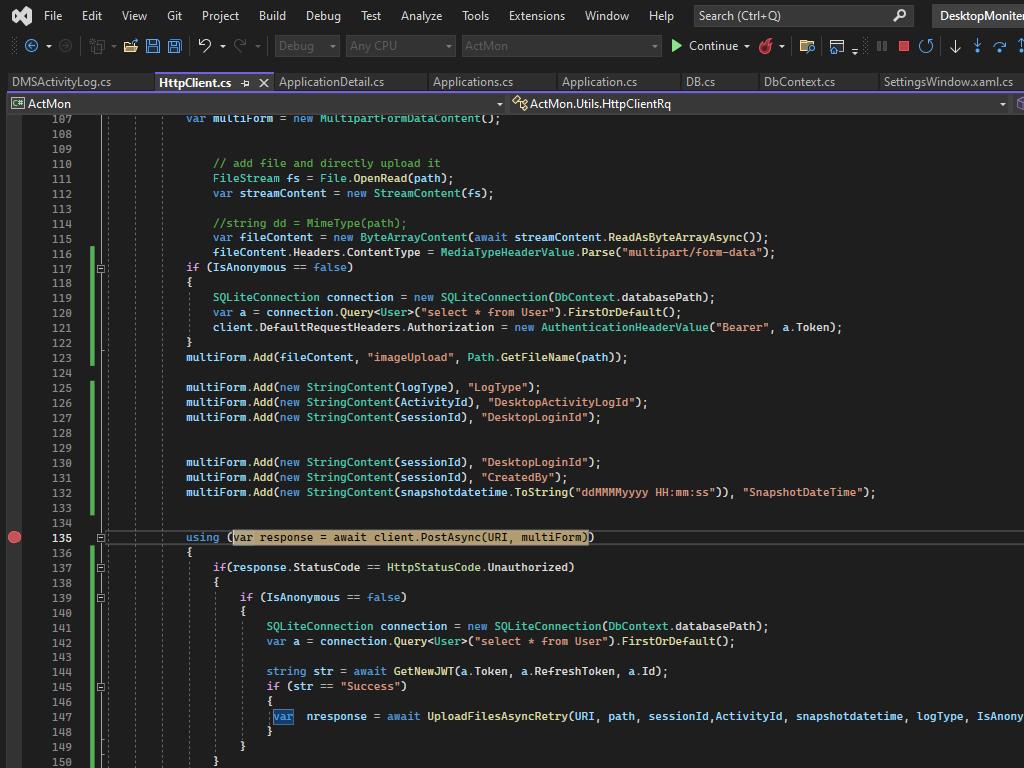 File Edit View Git Project Build Debug Test Analyze Tools Extensions Window Help Search (Ctrl+Q) DesktopMoniter
Debug Any CPU ActMon Continue
DMSActivityLog.cs HttpClient.cs ApplicationDetail.cs Applications.cs Application.cs DB.cs DbContext.cs SettingsWindow.xaml.cs
C# ActMon ActMon.Utils.HttpClientRq
107 var multiForm = new MultipartFormDataContent();
108
109
110 // add file and directly upload it
111 FileStream fs = File.OpenRead(path);
112 var streamContent = new StreamContent(fs);
113
114 //string dd = MimeType(path);
115 var fileContent = new ByteArrayContent(await streamContent.ReadAsByteArrayAsync());
116 fileContent.Headers.ContentType = MediaTypeHeaderValue.Parse("multipart/form-data");
117 if (IsAnonymous == false)
118 {
119 SQLiteConnection connection = new SQLiteConnection(DbContext.databasePath);
120 var a = connection.Query<User>("select * from User").FirstOrDefault();
121 client.DefaultRequestHeaders.Authorization = new AuthenticationHeaderValue("Bearer", a.Token);
122 }
123 multiForm.Add(fileContent, "imageUpload", Path.GetFileName(path));
124
125 multiForm.Add(new StringContent(logType), "LogType");
126 multiForm.Add(new StringContent(ActivityId), "DesktopActivityLogId");
127 multiForm.Add(new StringContent(sessionId), "DesktopLoginId");
128
129
130 multiForm.Add(new StringContent(sessionId), "DesktopLoginId");
131 multiForm.Add(new StringContent(sessionId), "CreatedBy");
132 multiForm.Add(new StringContent(snapshotdatetime.ToString("ddMMMMyyyy HH:mm:ss")), "SnapshotDateTime");
133
134
135 using (var response = await client.PostAsync(URI, multiForm))
136 {
137 if(response.StatusCode == HttpStatusCode.Unauthorized)
138 {
139 if (IsAnonymous == false)
140 {
141 SQLiteConnection connection = new SQLiteConnection(DbContext.databasePath);
142 var a = connection.Query<User>("select * from User").FirstOrDefault();
143
144 string str = await GetNewJWT(a.Token, a.RefreshToken, a.Id);
145 if (str == "Success")
146 {
147 var nresponse = await UploadFilesAsyncRetry(URI, path, sessionId,ActivityId, snapshotdatetime, logType, IsAnony
148 }
149 }
150 }